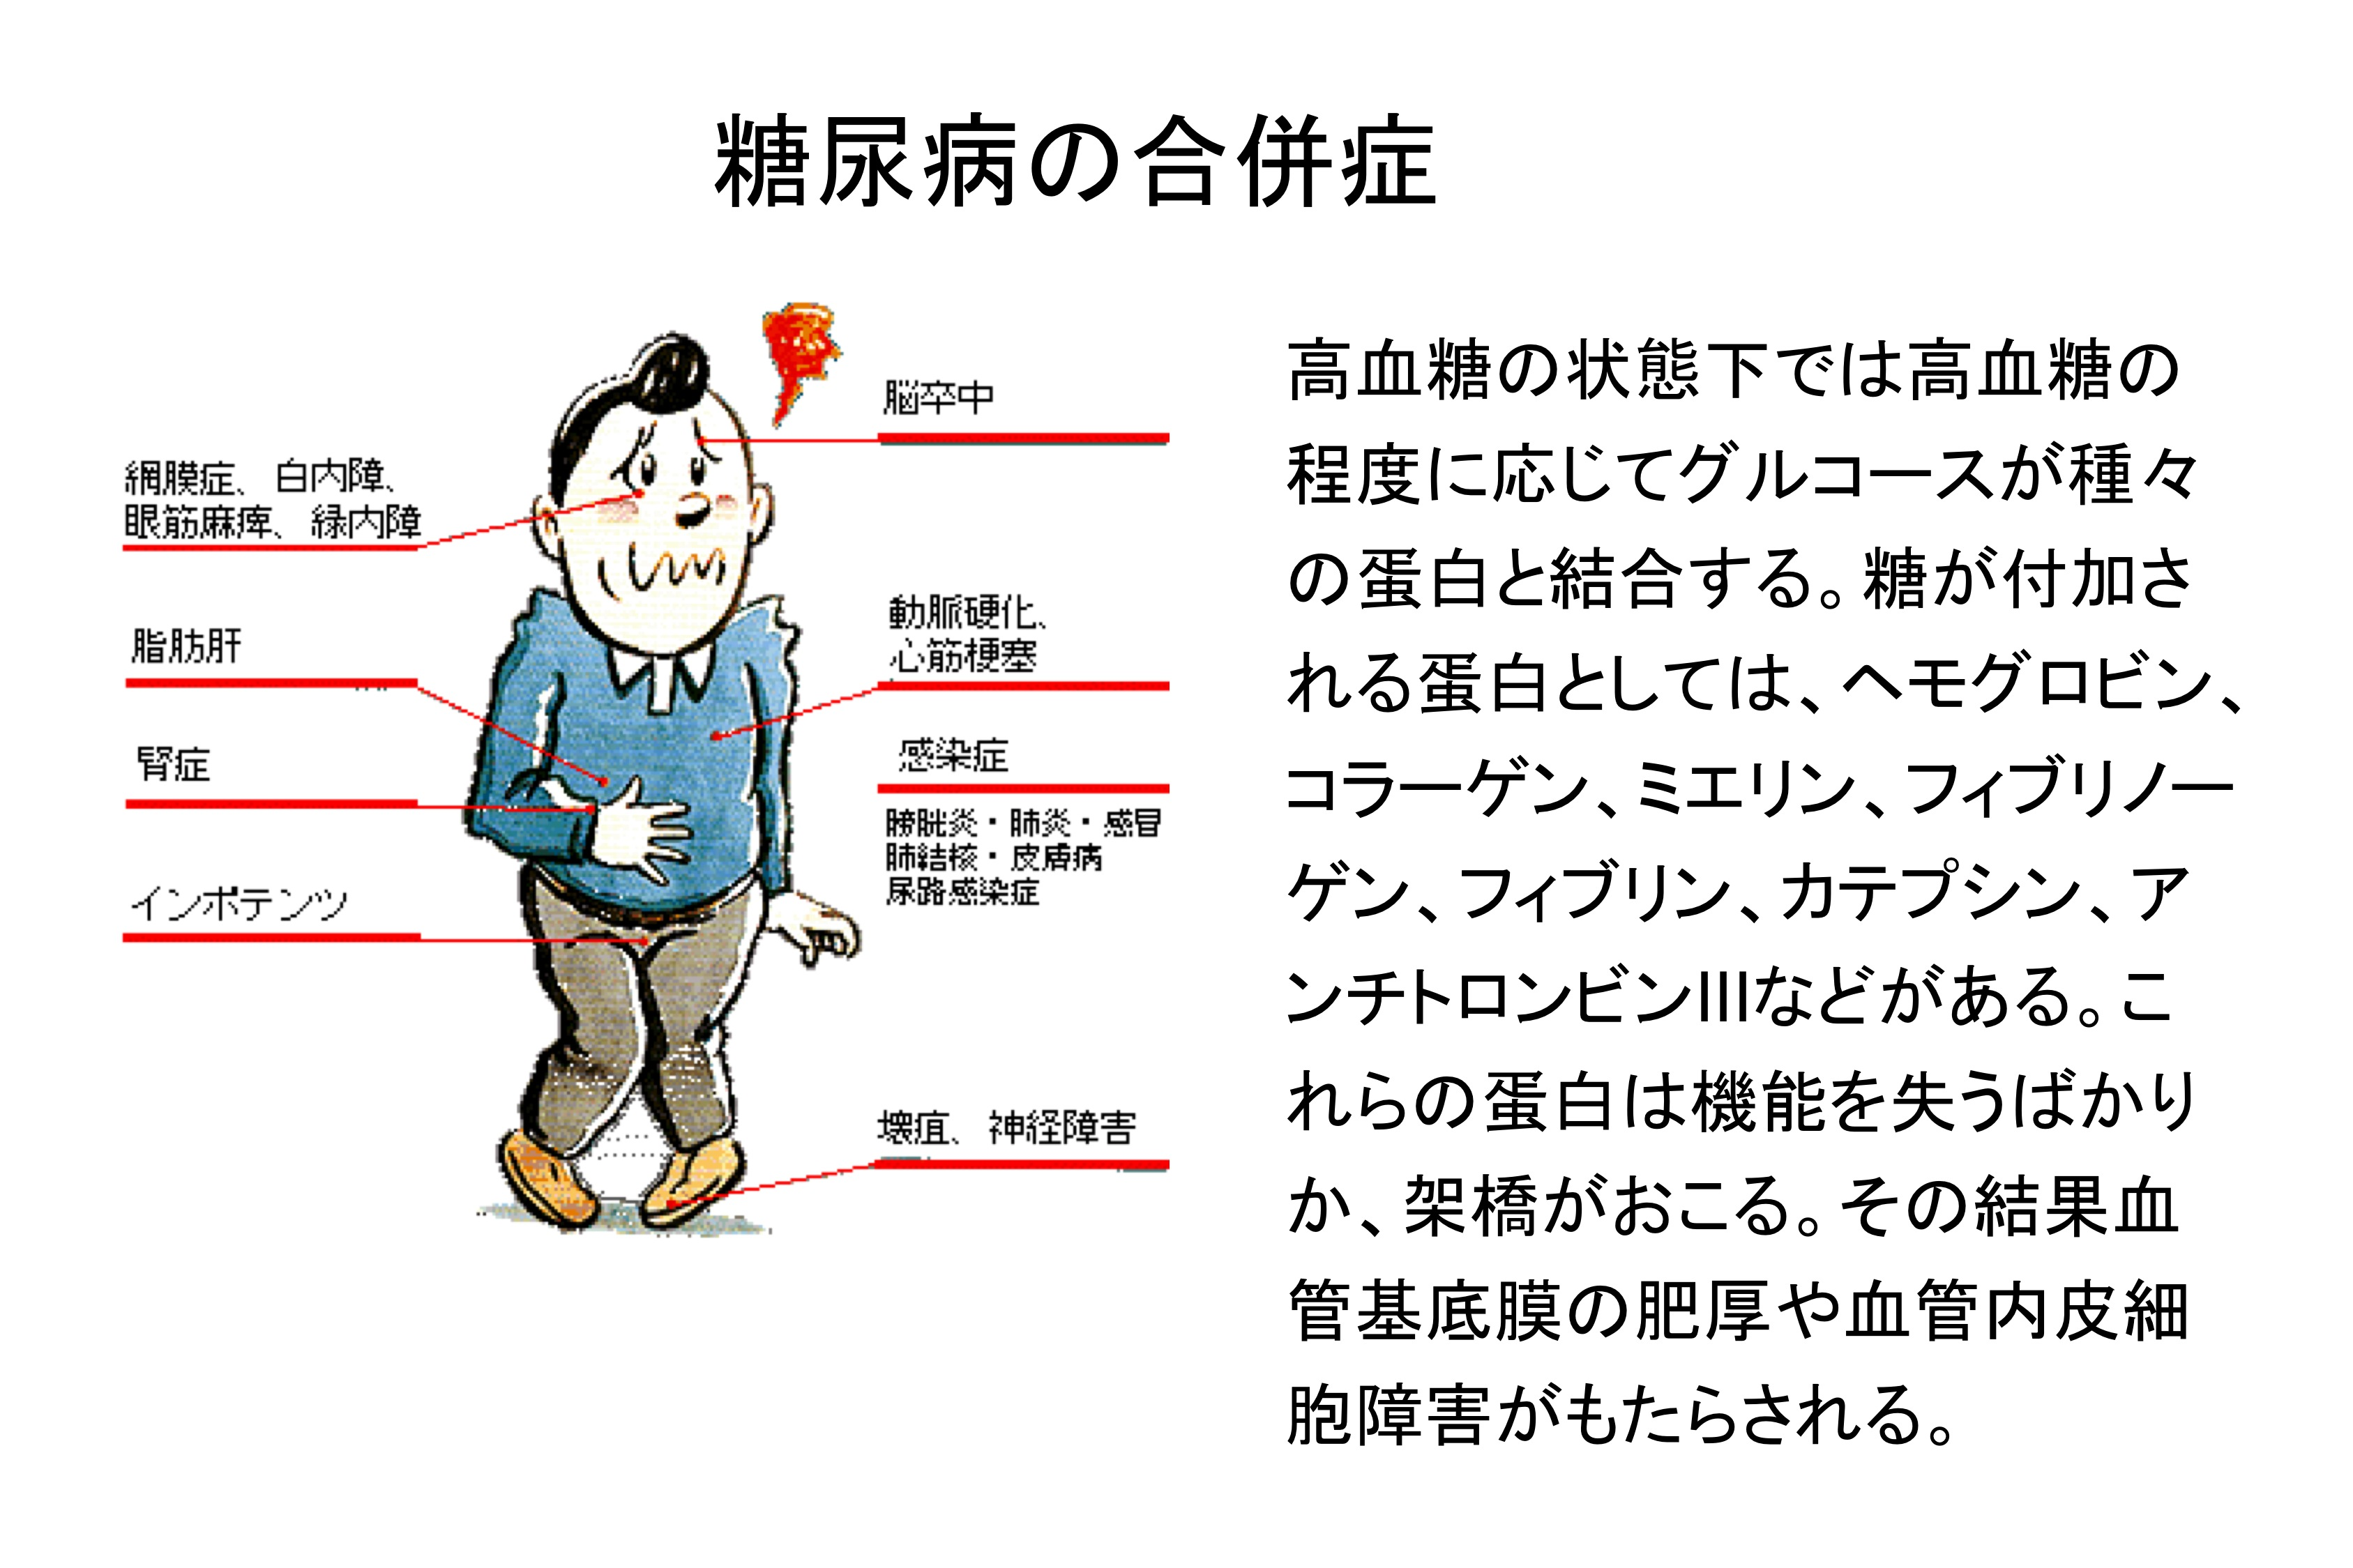 糖尿病の合併症
脳卒中
網膜症、白内障、
眼筋麻痺、緑内障
脂肪肝
腎症
インポテンツ
動脈硬化、
心筋梗塞
感染症
膀胱炎・肺炎・感冒
肺結核・皮膚病
尿路感染症
壊疽、神経障害
高血糖の状態下では高血糖の
程度に応じてグルコースが種々
の蛋白と結合する。糖が付加さ
れる蛋白としては、ヘモグロビン、
コラーゲン、ミエリン、フィブリノー
ゲン、フィブリン、カテプシン、ア
ンチトロンビンIIIなどがある。こ
れらの蛋白は機能を失うばかり
か、架橋がおこる。その結果血
管基底膜の肥厚や血管内皮細
胞障害がもたらされる。